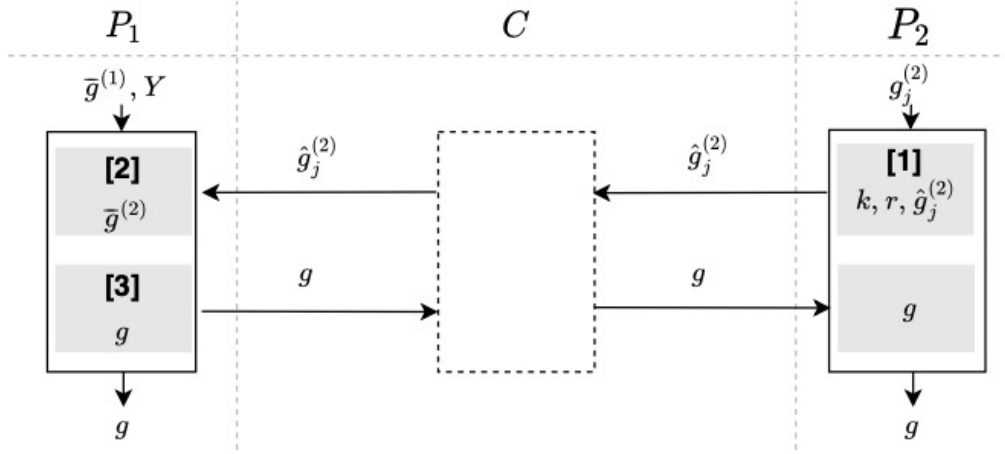 P₁ C P₂
g̅⁽¹⁾, Y
g_j⁽²⁾
ĝ_j⁽²⁾
ĝ_j⁽²⁾
[2]
g̅⁽²⁾
[1]
k, r, ĝ_j⁽²⁾
[3]
g
g
g
g
g
g